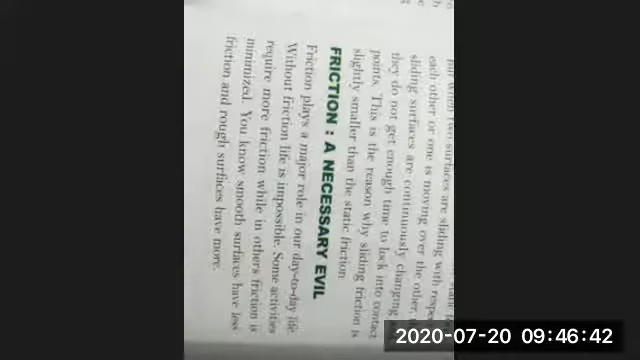 each other or one is moving over the other,
sliding surfaces are continuously changing
they do not get enough time to lock into contact
points. This is the reason why sliding friction is
slightly smaller than the static friction
FRICTION : A NECESSARY EVIL
Friction plays a major role in our day-to-day life.
Without friction life is impossible. Some activities
require more friction while in others friction is
minimized. You know smooth surfaces have less
friction and rough surfaces have more.
2020-07-20 09:46:42